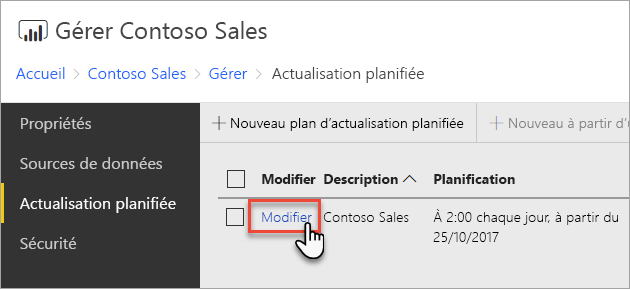 Gérer Contoso Sales
Accueil > Contoso Sales > Gérer > Actualisation planifiée
Propriétés
Sources de données
Actualisation planifiée
Sécurité
+ Nouveau plan d'actualisation planifiée + Nouveau à partir d'u
Modifier Description Planification
Modifier Contoso Sales À 2:00 chaque jour, à partir du
25/10/2017